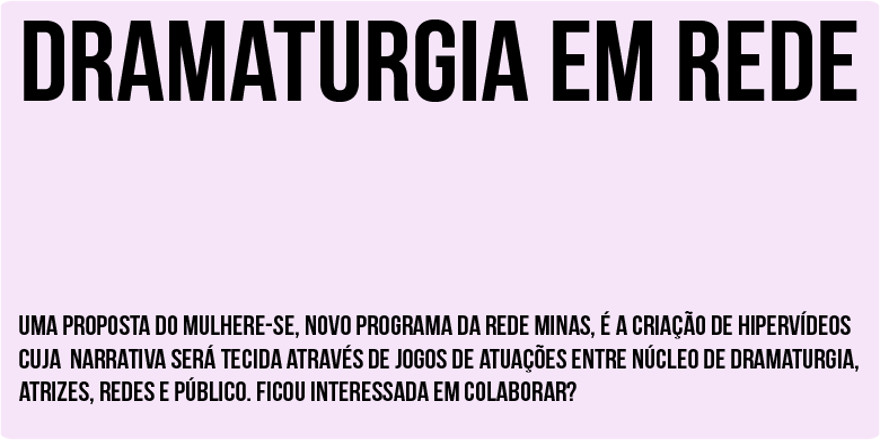 DRAMATURGIA EM REDE
UMA PROPOSTA DO MULHERE-SE, NOVO PROGRAMA DA REDE MINAS, É A CRIAÇÃO DE HIPERVÍDEOS
CUJA NARRATIVA SERÁ TECIDA ATRAVÉS DE JOGOS DE ATUAÇÕES ENTRE NÚCLEO DE DRAMATURGIA,
ATRIZES, REDES E PÚBLICO. FICOU INTERESSADA EM COLABORAR?